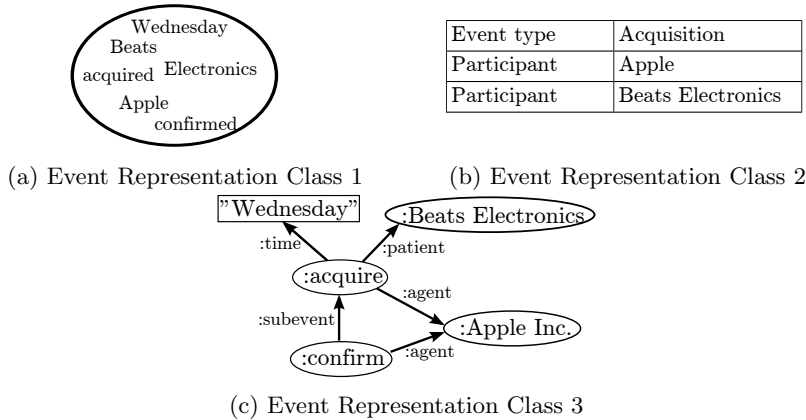 Wednesday
Beats
acquired Electronics
Apple
confirmed
(a) Event Representation Class 1
Event type Acquisition
Participant Apple
Participant Beats Electronics
(b) Event Representation Class 2
”Wednesday”
:Beats Electronics
:time
:patient
:acquire
:agent
:subevent
:Apple Inc.
:confirm
:agent
(c) Event Representation Class 3